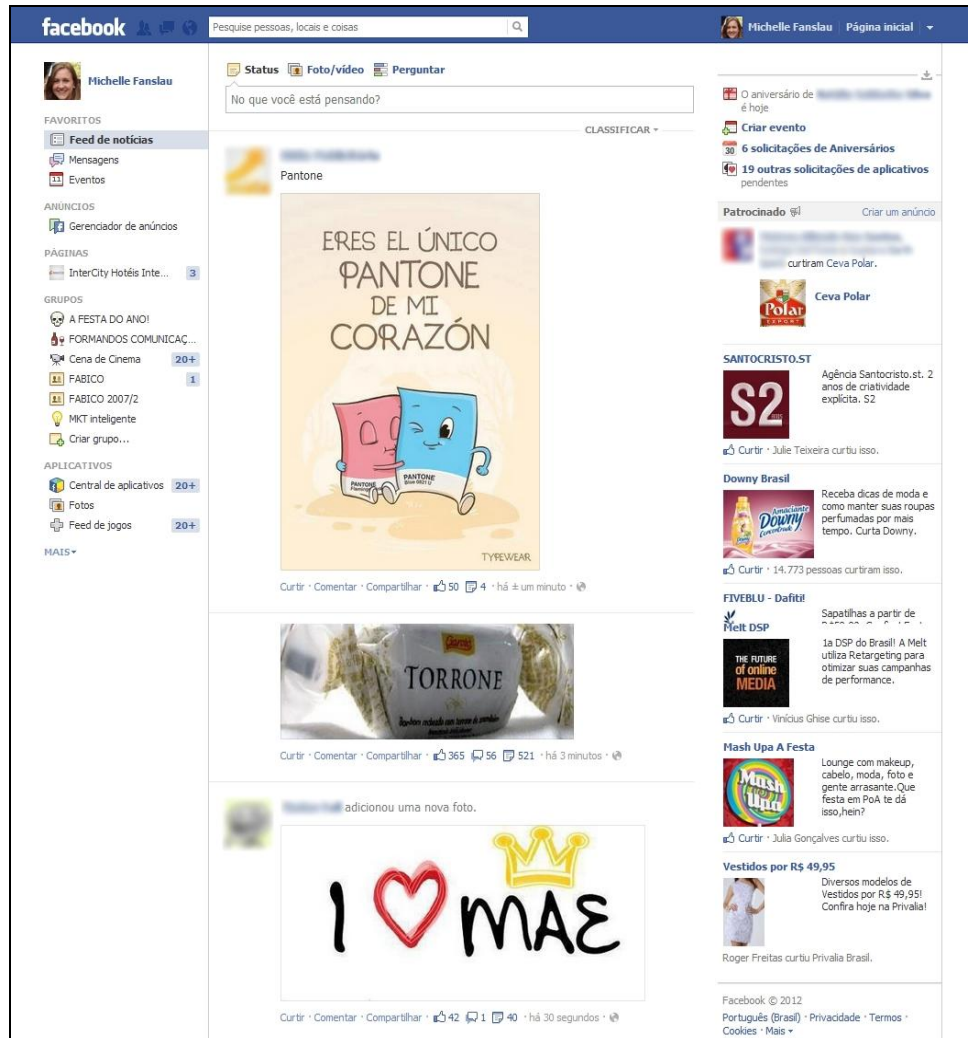 facebook
Pesquise pessoas, locais e coisas
Michelle Fanslau
Página inicial
Michelle Fanslau
FAVORITOS
Feed de notícias
Mensagens
11 Eventos
ANÚNCIOS
Gerenciador de anúncios
PÁGINAS
InterCity Hotéis Inte... 3
GRUPOS
A FESTA DO ANO!
FORMANDOS COMUNICAÇ...
Cena de Cinema 20+
FABICO 1
FABICO 2007/2
MKT inteligente
Criar grupo...
APLICATIVOS
Central de aplicativos 20+
Fotos
Feed de jogos 20+
MAIS
Status Foto/vídeo Perguntar
No que você está pensando?
CLASSIFICAR
Pantone
ERES EL ÚNICO
PANTONE
DE MI
CORAZÓN
PANTONE
PANTONE
Blue 0821 U
TYPEWEAR
Curtir · Comentar · Compartilhar · 50 4 · há ± um minuto ·
Garoto
TORRONE
Curtir · Comentar · Compartilhar · 365 56 521 · há 3 minutos ·
adicionou uma nova foto.
I MAE
Curtir · Comentar · Compartilhar · 42 1 40 · há 30 segundos ·
O aniversário de
é hoje
Criar evento
30 6 solicitações de Aniversários
19 outras solicitações de aplicativos
pendentes
Patrocinado Criar um anúncio
curtiram Ceva Polar.
Polar
EXPORT
Ceva Polar
SANTOCRISTO.ST
S2
Agência Santocristo.st. 2
anos de criatividade
explícita. S2
Curtir · Julie Teixeira curtiu isso.
Downy Brasil
Amaciante
Downy
Concentrado
Receba dicas de moda e
como manter suas roupas
perfumadas por mais
tempo. Curta Downy.
Curtir · 14.773 pessoas curtiram isso.
FIVEBLU - Dafiti!
Sapatilhas a partir de
Melt DSP
THE FUTURE
of online
MEDIA
1a DSP do Brasil! A Melt
utiliza Retargeting para
otimizar suas campanhas
de performance.
Curtir · Vinícius Ghise curtiu isso.
Mash Upa A Festa
Mash
Upa
Lounge com makeup,
cabelo, moda, foto e
gente arrasante.Que
festa em PoA te dá
isso,hein?
Curtir · Julia Gonçalves curtiu isso.
Vestidos por R$ 49,95
Diversos modelos de
Vestidos por R$ 49,95!
Confira hoje na Privalia!
Roger Freitas curtiu Privalia Brasil.
Facebook © 2012
Português (Brasil) · Privacidade · Termos ·
Cookies · Mais